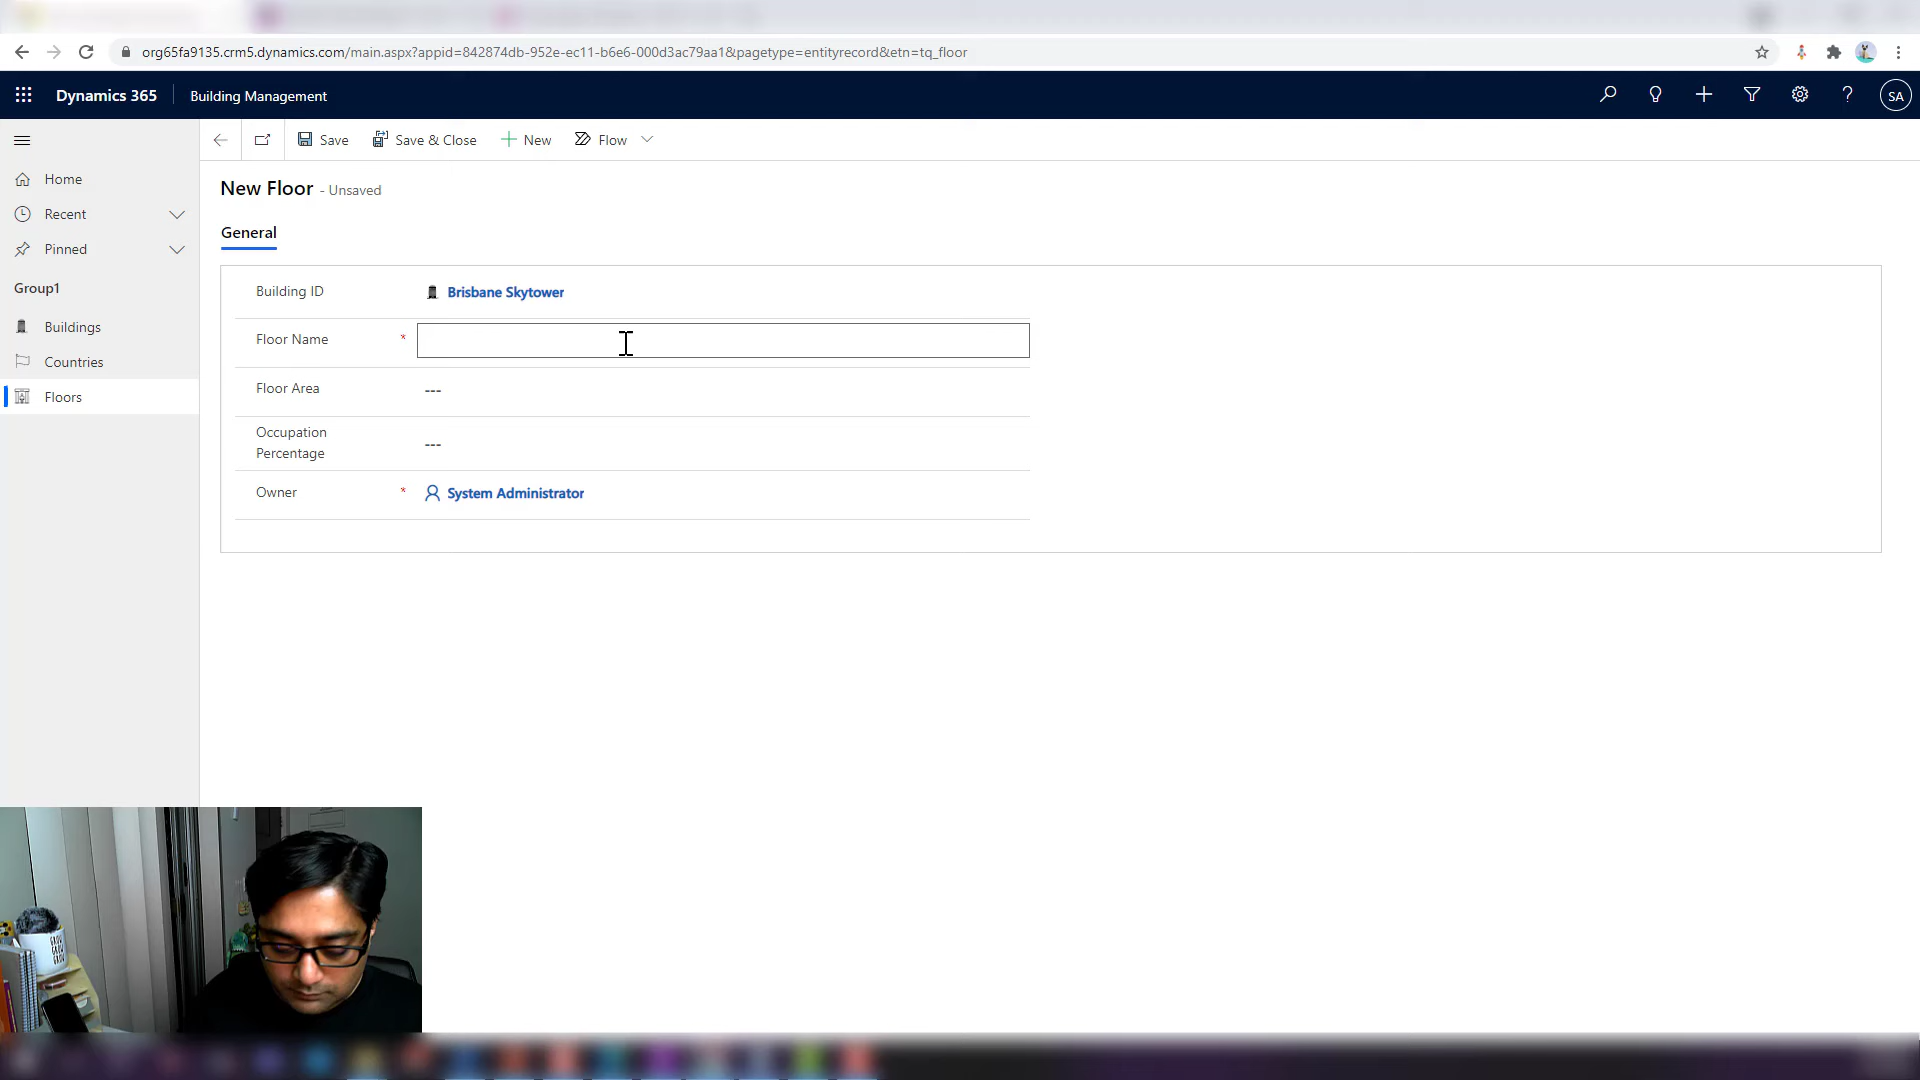 org65fa9135.crm5.dynamics.com/main.aspx?appid=842874db-952e-ec11-b6e6-000d3ac79aa1&pagetype=entityrecord&etn=tq_floor
Dynamics 365 Building Management
SA
Save Save & Close New Flow
Home
Recent
Pinned
Group1
Buildings
Countries
Floors
New Floor - Unsaved
General
Building ID Brisbane Skytower
Floor Name *
Floor Area ---
Occupation
Percentage ---
Owner * System Administrator